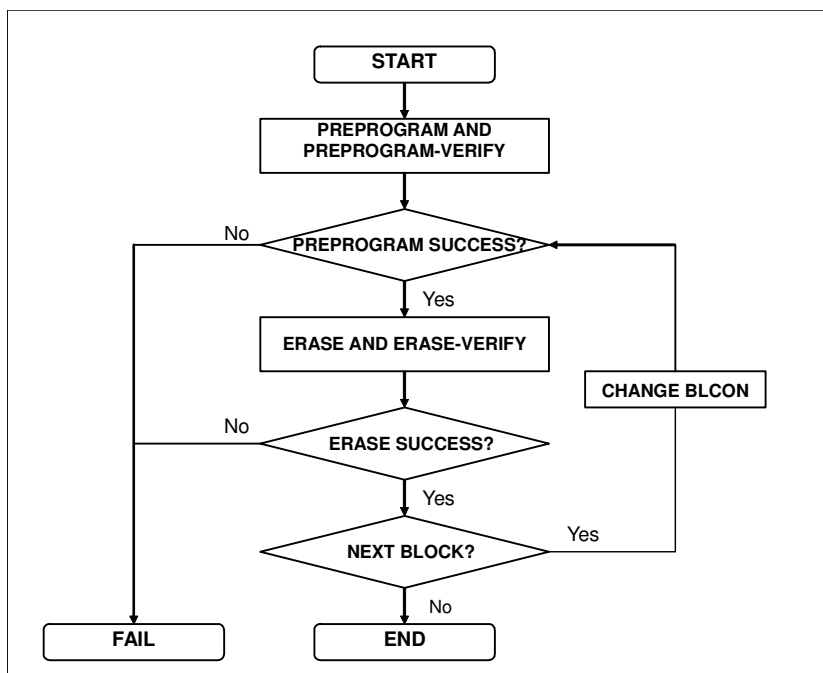 START
PREPROGRAM AND
PREPROGRAM-VERIFY
No
PREPROGRAM SUCCESS?
Yes
ERASE AND ERASE-VERIFY
CHANGE BLCON
No
ERASE SUCCESS?
Yes
NEXT BLOCK?
Yes
No
FAIL
END